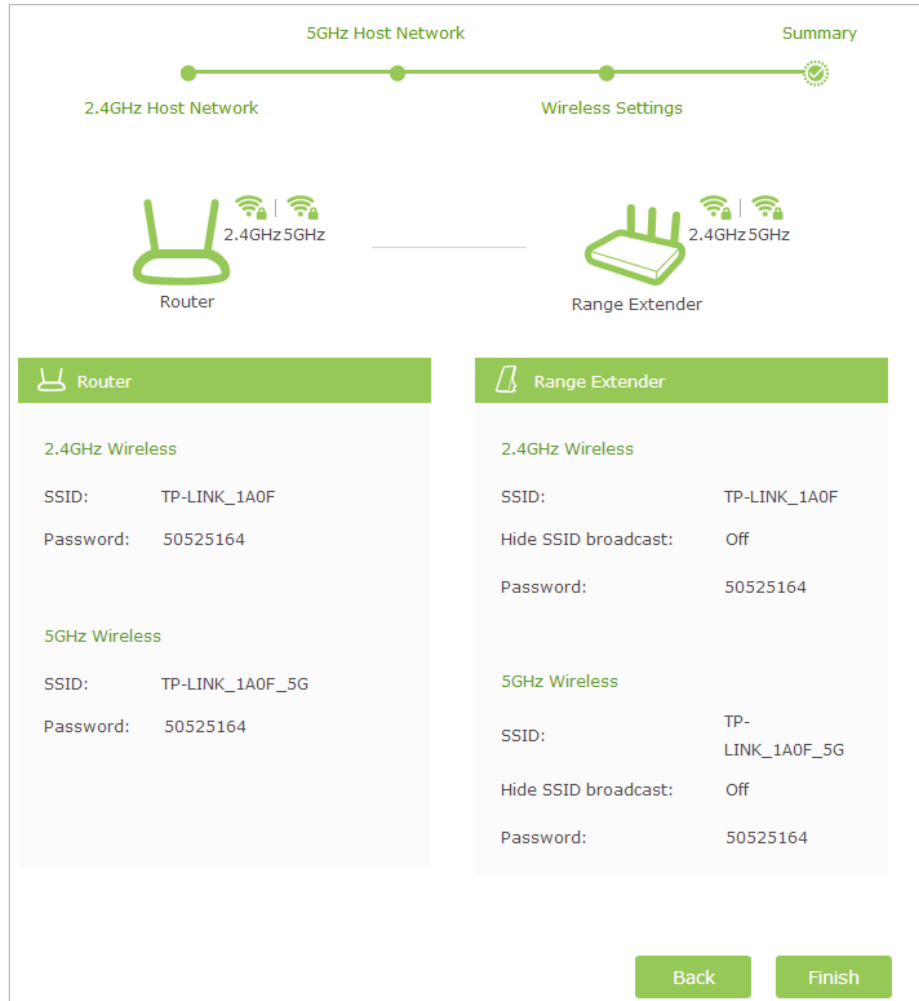 5GHz Host Network
Summary
2.4GHz Host Network
Wireless Settings
2.4GHz 5GHz
Router
2.4GHz 5GHz
Range Extender
Router
2.4GHz Wireless
SSID: TP-LINK_1A0F
Password: 50525164
5GHz Wireless
SSID: TP-LINK_1A0F_5G
Password: 50525164
Range Extender
2.4GHz Wireless
SSID: TP-LINK_1A0F
Hide SSID broadcast: Off
Password: 50525164
5GHz Wireless
SSID: TP-
LINK_1A0F_5G
Hide SSID broadcast: Off
Password: 50525164
Back
Finish